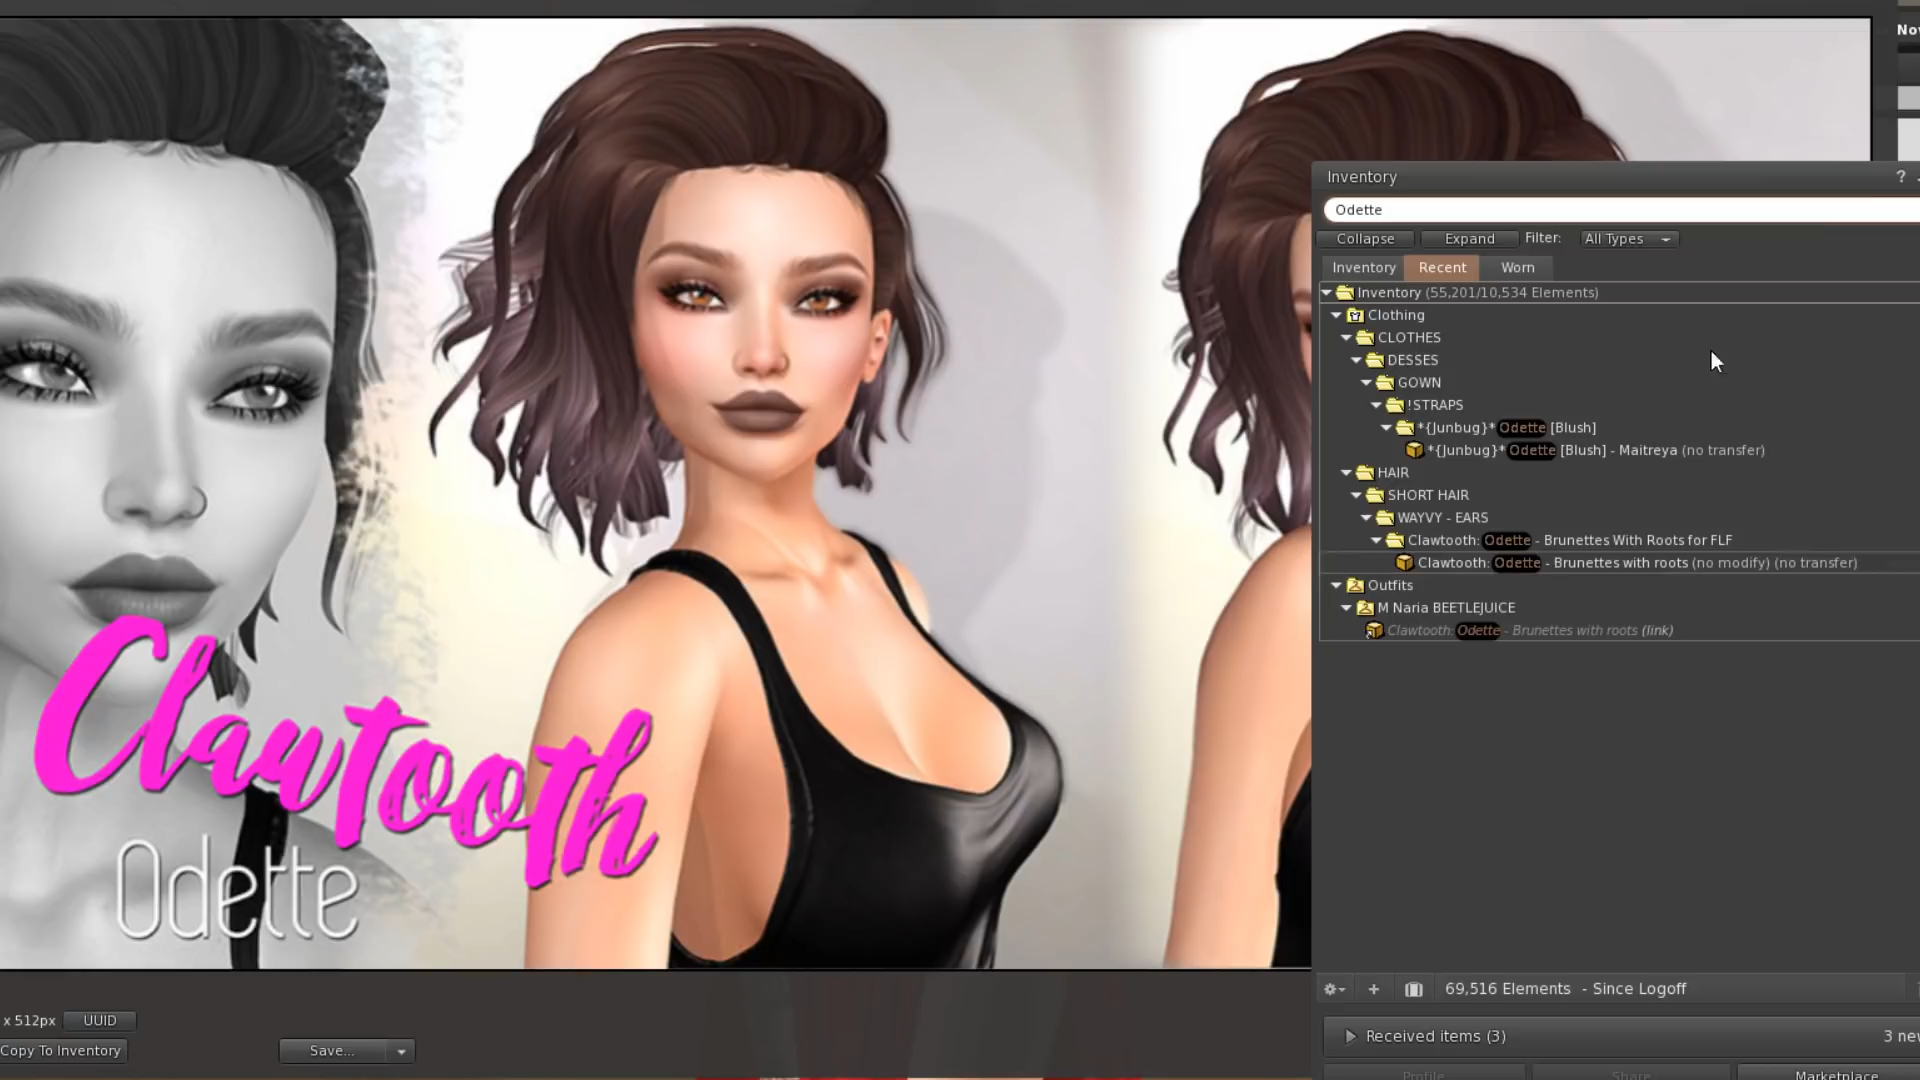 Clawtooth
Odette
x 512px
UUID
Copy To Inventory
Save...
Inventory
?
Odette
Collapse
Expand
Filter:
All Types
Inventory
Recent
Worn
Inventory (55,201/10,534 Elements)
Clothing
CLOTHES
DESSES
GOWN
!STRAPS
*{Junbug}* Odette [Blush]
*{Junbug}* Odette [Blush] - Maitreya (no transfer)
HAIR
SHORT HAIR
WAYVY - EARS
Clawtooth: Odette - Brunettes With Roots for FLF
Clawtooth: Odette - Brunettes with roots (no modify) (no transfer)
Outfits
M Naria BEETLEJUICE
Clawtooth: Odette - Brunettes with roots (link)
+
69,516 Elements - Since Logoff
Received items (3)
3 new
Profile
Share
Marketplace